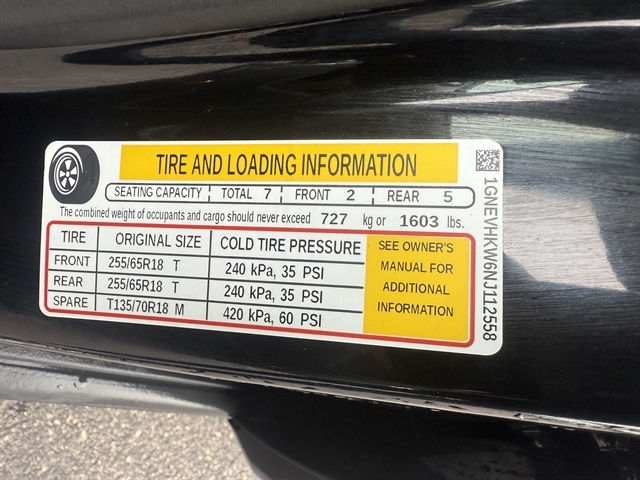 TIRE AND LOADING INFORMATION
SEATING CAPACITY TOTAL 7 FRONT 2 REAR 5
The combined weight of occupants and cargo should never exceed 727 kg or 1603 lbs.
TIRE ORIGINAL SIZE COLD TIRE PRESSURE
FRONT 255/65R18 T 240 kPa, 35 PSI
REAR 255/65R18 T 240 kPa, 35 PSI
SPARE T135/70R18 M 420 kPa, 60 PSI
SEE OWNER'S
MANUAL FOR
ADDITIONAL
INFORMATION
1GNEVHKW6NJ112558